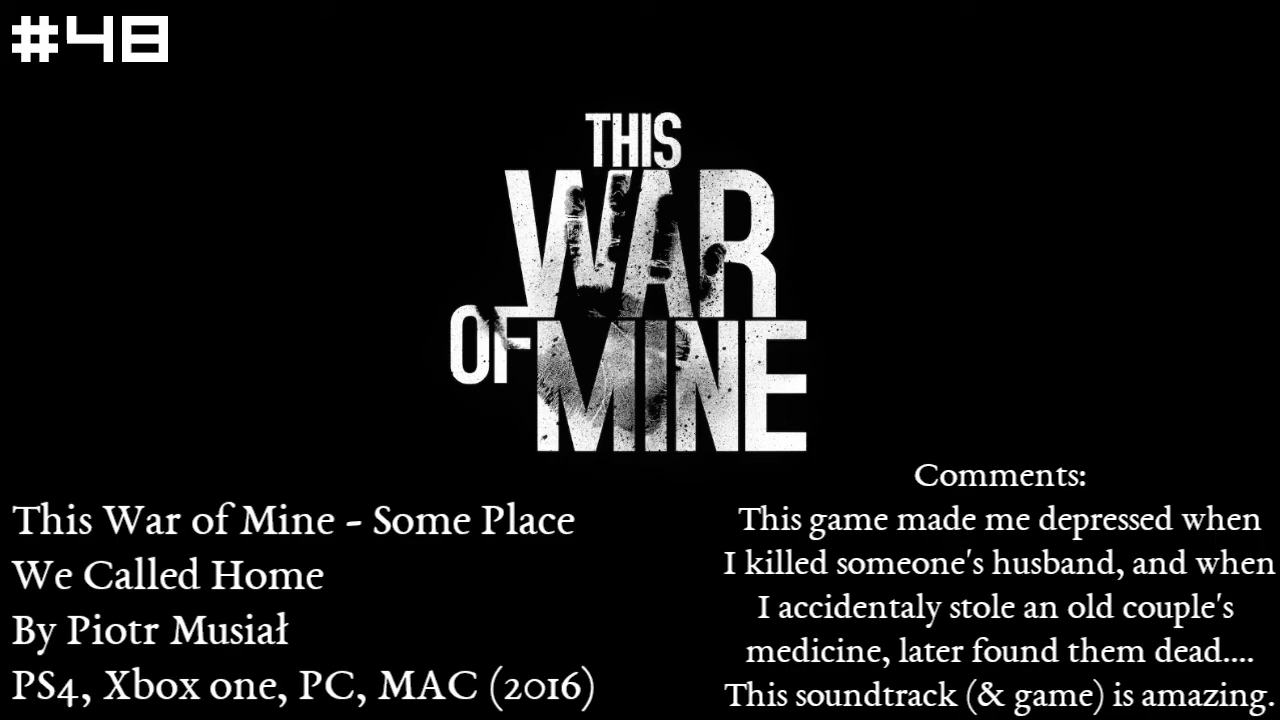 #48
THIS
WAR
OF MINE
This War of Mine - Some Place
We Called Home
By Piotr Musiał
PS4, Xbox one, PC, MAC (2016)
Comments:
This game made me depressed when
I killed someone's husband, and when
I accidentaly stole an old couple's
medicine, later found them dead....
This soundtrack (& game) is amazing.